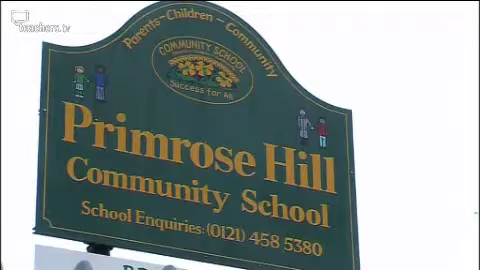 teachers.tv
Parents - Children - Community
COMMUNITY SCHOOL
Success for All
Primrose Hill
Community School
School Enquiries: (0121) 458 5380